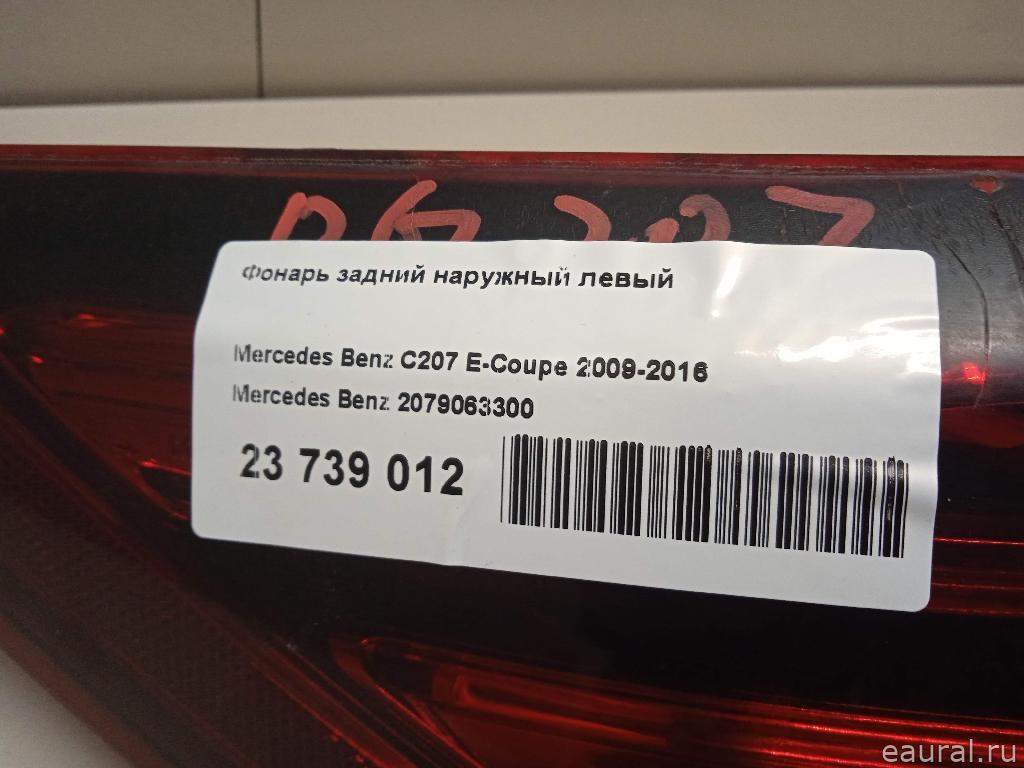 Фонарь задний наружный левый
Mercedes Benz C207 E-Coupe 2009-2016
Mercedes Benz 2079063300
23 739 012
eaural.ru